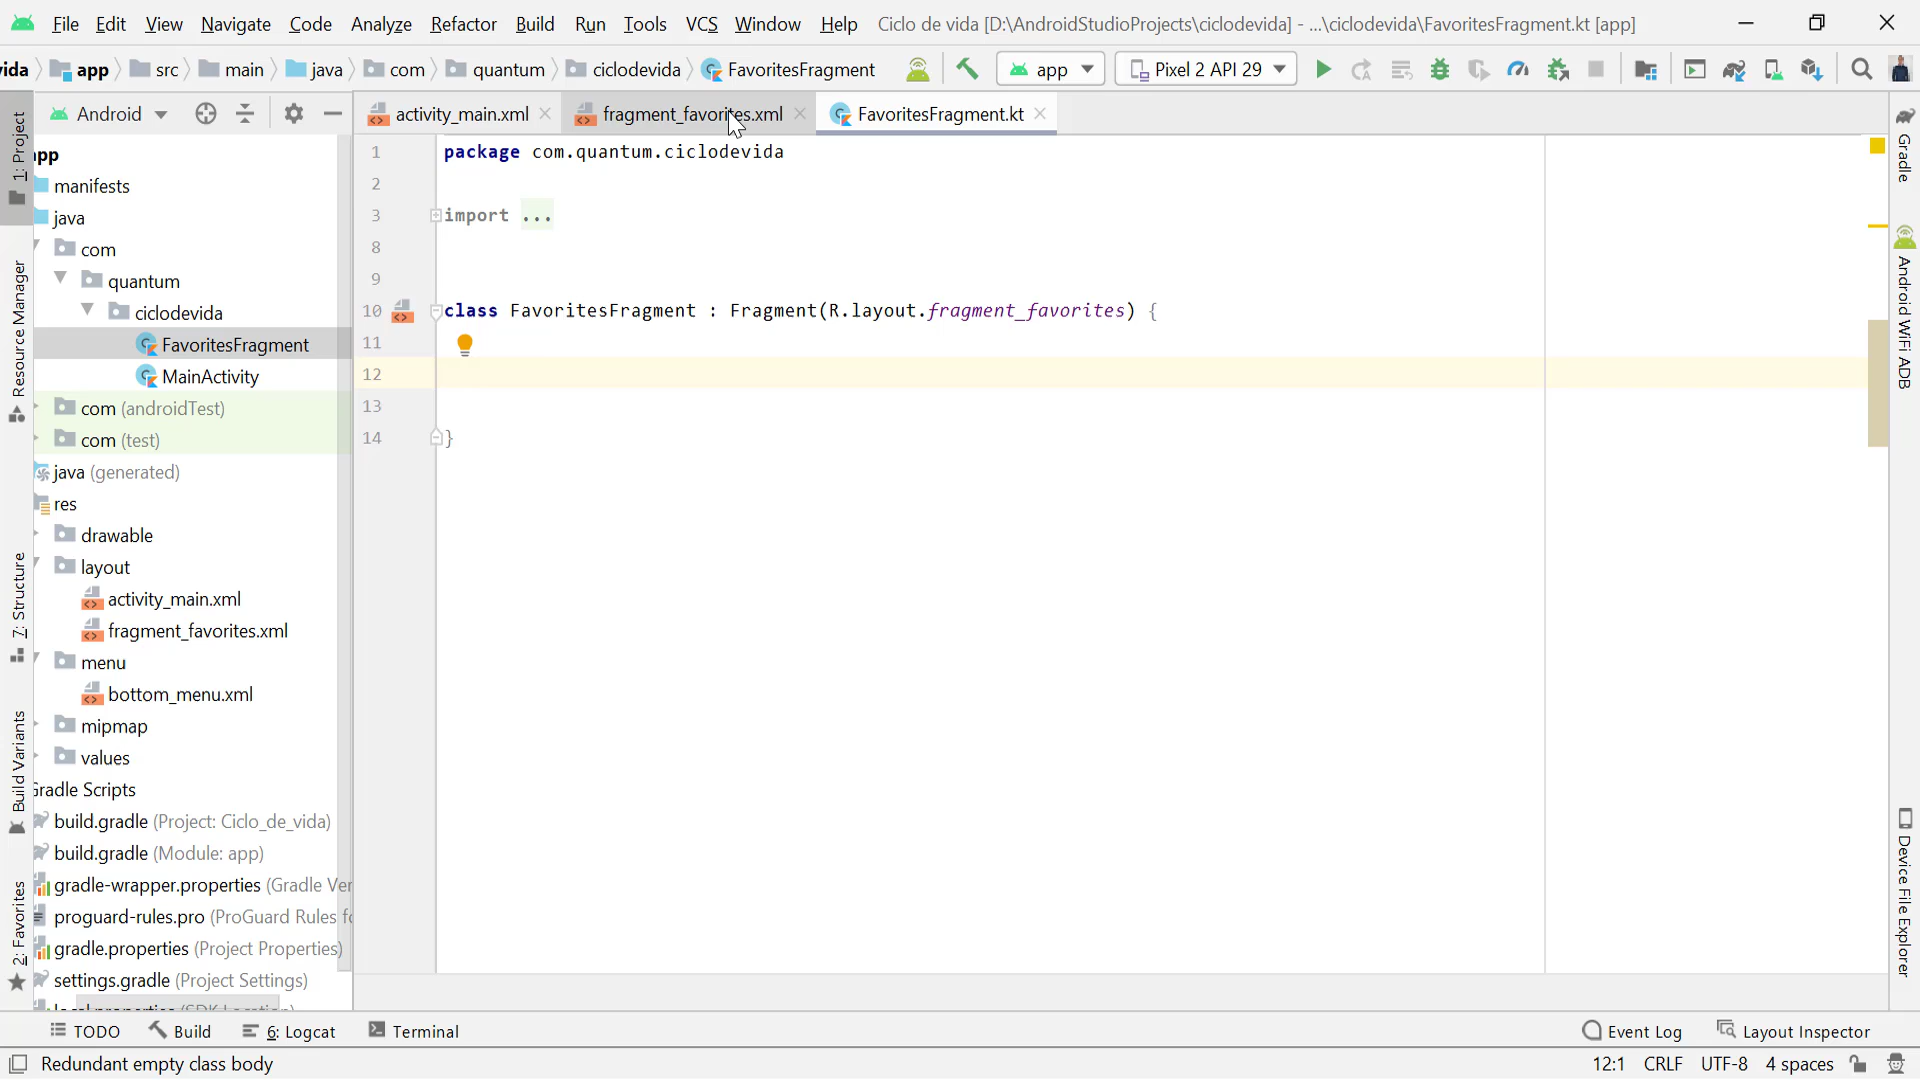 File Edit View Navigate Code Analyze Refactor Build Run Tools VCS Window Help Ciclo de vida [D:\AndroidStudioProjects\ciclodevida] - ...\ciclodevida\FavoritesFragment.kt [app]
ida app src main java com quantum ciclodevida FavoritesFragment app Pixel 2 API 29
Android activity_main.xml fragment_favorites.xml FavoritesFragment.kt
1: Project
Resource Manager
7: Structure
Build Variants
2: Favorites
app
manifests
java
com
quantum
ciclodevida
FavoritesFragment
MainActivity
com (androidTest)
com (test)
java (generated)
res
drawable
layout
activity_main.xml
fragment_favorites.xml
menu
bottom_menu.xml
mipmap
values
Gradle Scripts
build.gradle (Project: Ciclo_de_vida)
build.gradle (Module: app)
gradle-wrapper.properties (Gradle Ver
proguard-rules.pro (ProGuard Rules fo
gradle.properties (Project Properties)
settings.gradle (Project Settings)
1 package com.quantum.ciclodevida
2
3 import ...
8
9
10 class FavoritesFragment : Fragment(R.layout.fragment_favorites) {
11
12
13
14 }
Gradle
Android WiFi ADB
Device File Explorer
TODO Build 6: Logcat Terminal Event Log Layout Inspector
Redundant empty class body 12:1 CRLF UTF-8 4 spaces